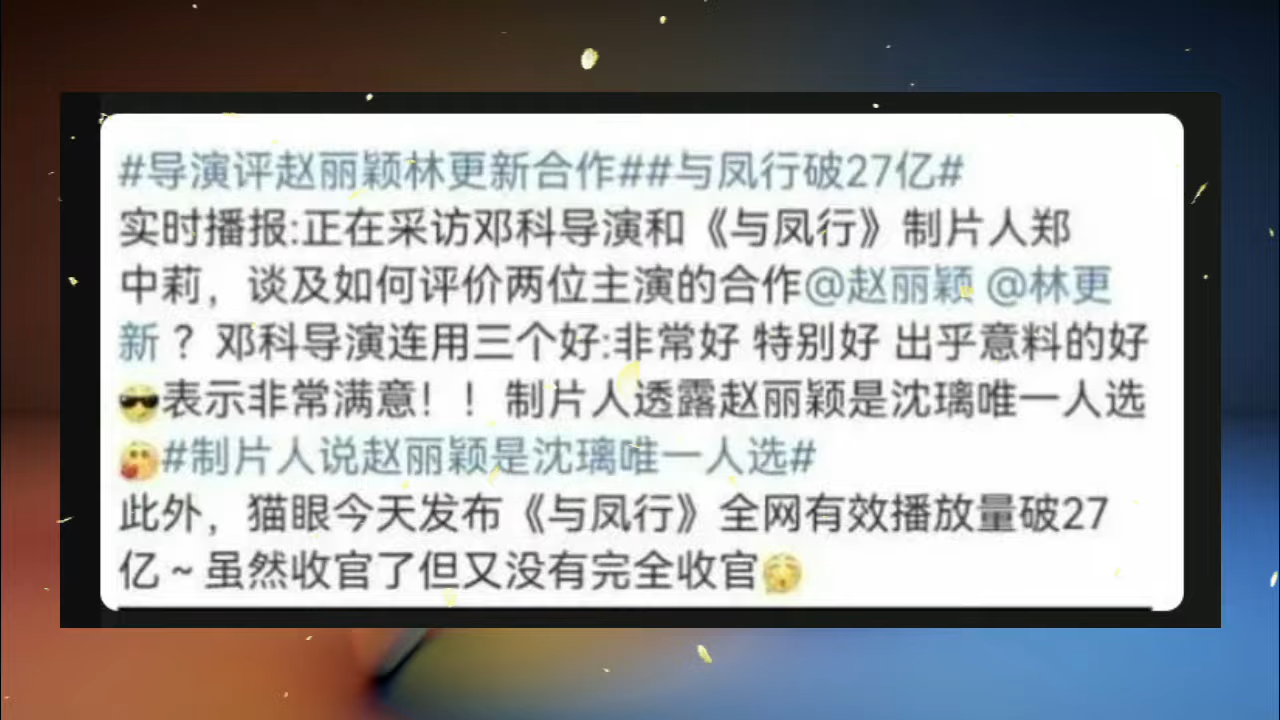 #导演评赵丽颖林更新合作##与凤行破27亿#
实时播报:正在采访邓科导演和《与凤行》制片人郑
中莉，谈及如何评价两位主演的合作@赵丽颖 @林更
新？邓科导演连用三个好:非常好 特别好 出乎意料的好
😎表示非常满意！！制片人透露赵丽颖是沈璃唯一人选
😋#制片人说赵丽颖是沈璃唯一人选#
此外，猫眼今天发布《与凤行》全网有效播放量破27
亿~虽然收官了但又没有完全收官